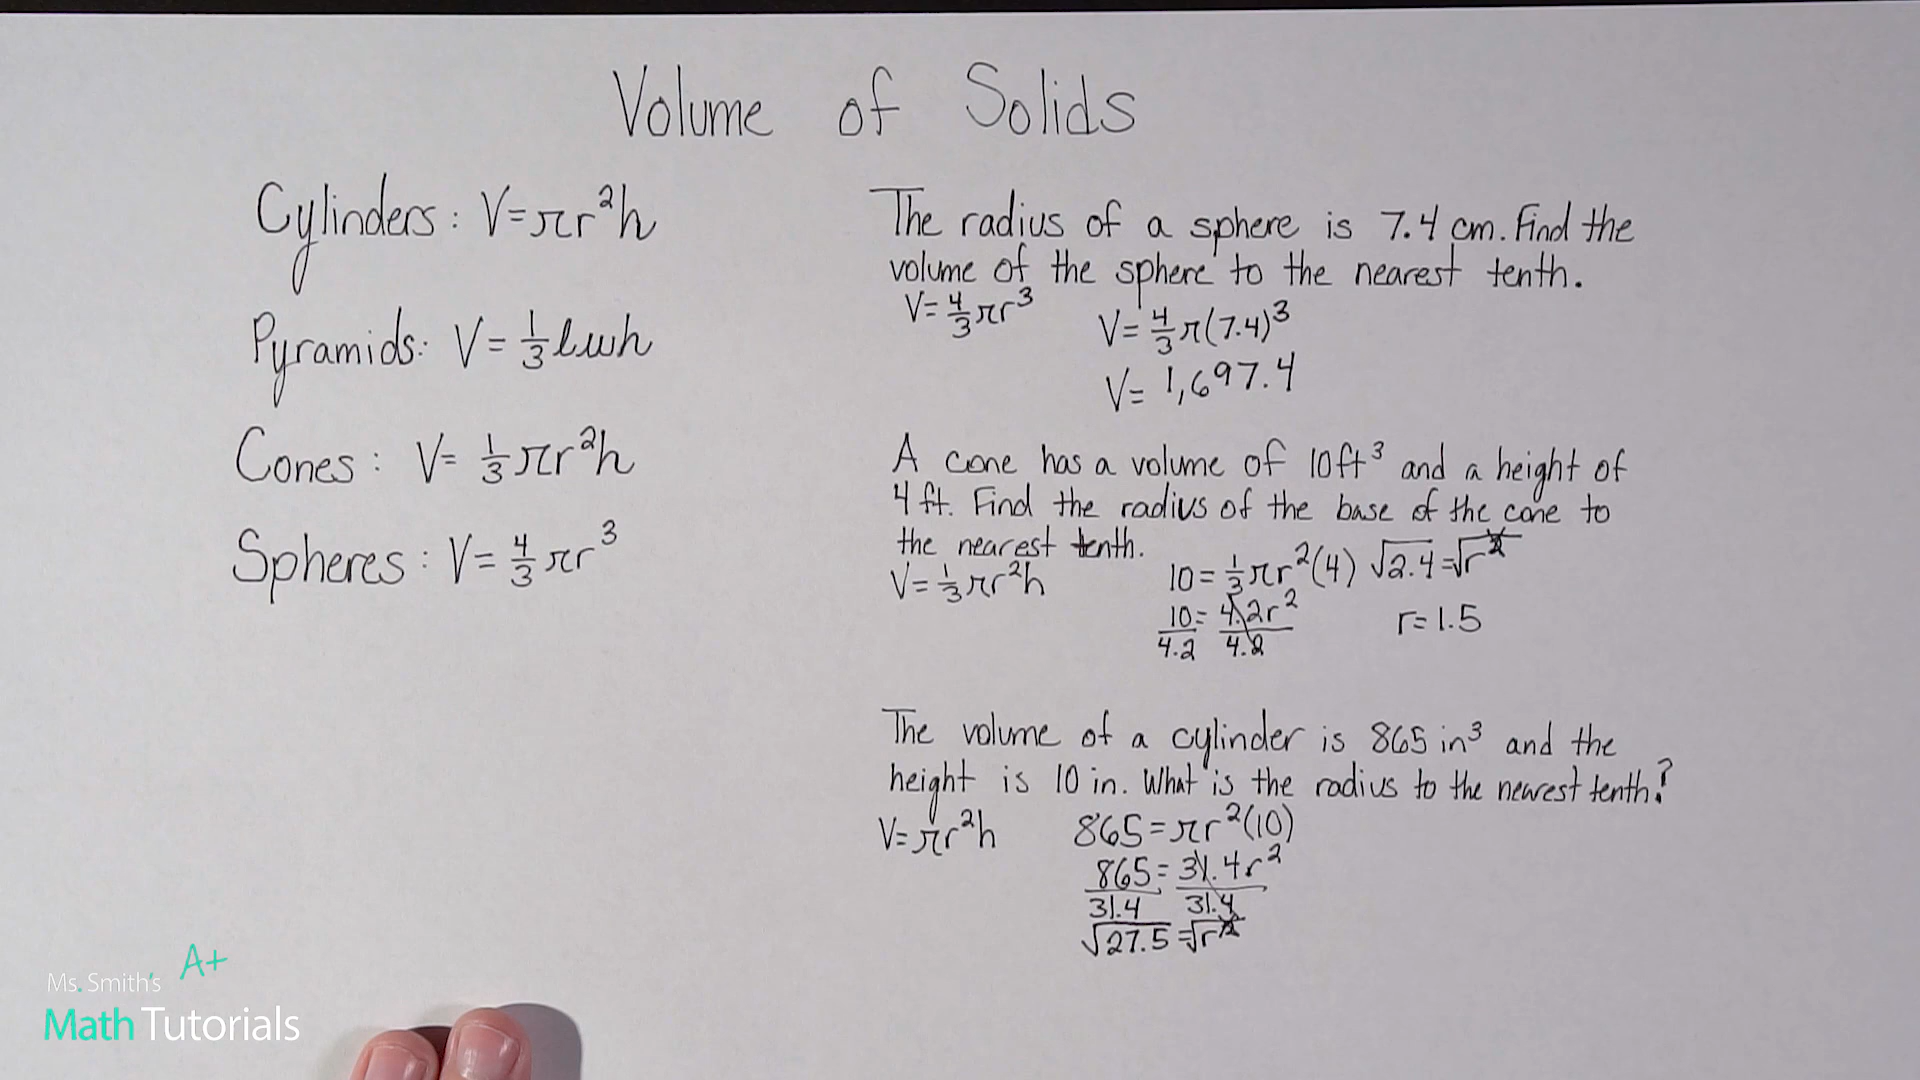 Volume of Solids
Cylinders: V=πr²h
Pyramids: V=1/3lwh
Cones: V=1/3πr²h
Spheres: V=4/3πr³
The radius of a sphere is 7.4 cm. Find the
volume of the sphere to the nearest tenth.
V=4/3πr³ V=4/3π(7.4)³
V=1,697.4
A cone has a volume of 10ft³ and a height of
4 ft. Find the radius of the base of the cone to
the nearest tenth.
V=1/3πr²h 10=1/3πr²(4) √2.4=√r²
10=4.2r² r=1.5
4.2 4.2
The volume of a cylinder is 865 in³ and the
height is 10 in. What is the radius to the nearest tenth?
V=πr²h 865=πr²(10)
865=31.4r²
31.4 31.4
√27.5=√r²
Ms. Smith's A+
Math Tutorials